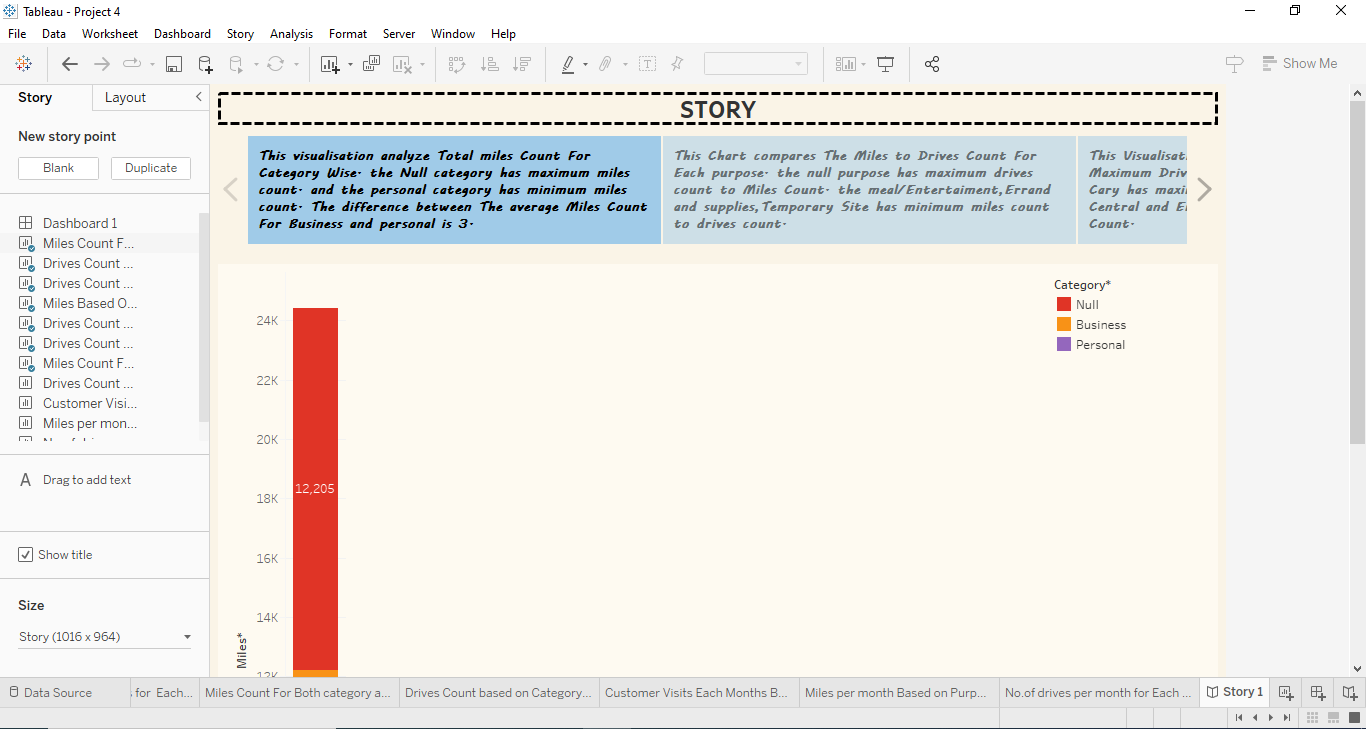 Tableau - Project 4
File Data Worksheet Dashboard Story Analysis Format Server Window Help
Show Me
Story Layout
New story point
Blank Duplicate
Dashboard 1
Miles Count F...
Drives Count ...
Drives Count ...
Miles Based O...
Drives Count ...
Drives Count ...
Miles Count F...
Drives Count ...
Customer Visi...
Miles per mon...
A Drag to add text
Show title
Size
Story (1016 x 964)
STORY
This visualisation analyze Total miles Count For
Category Wise. the Null category has maximum miles
count. and the personal category has minimum miles
count. The difference between The average Miles Count
For Business and personal is 3.
This Chart compares The Miles to Drives Count For
Each purpose. the null purpose has maximum drives
count to Miles Count. the meal/Entertaiment,Errand
and supplies,Temporary Site has minimum miles count
to drives count.
This Visualisat
Maximum Driv
Cary has maxi
Central and E
Count.
Category*
Null
Business
Personal
24K
22K
20K
18K
16K
14K
12K
12,205
Miles*
Data Source
s for Each...
Miles Count For Both category a...
Drives Count based on Category...
Customer Visits Each Months B...
Miles per month Based on Purp...
No.of drives per month for Each ...
Story 1